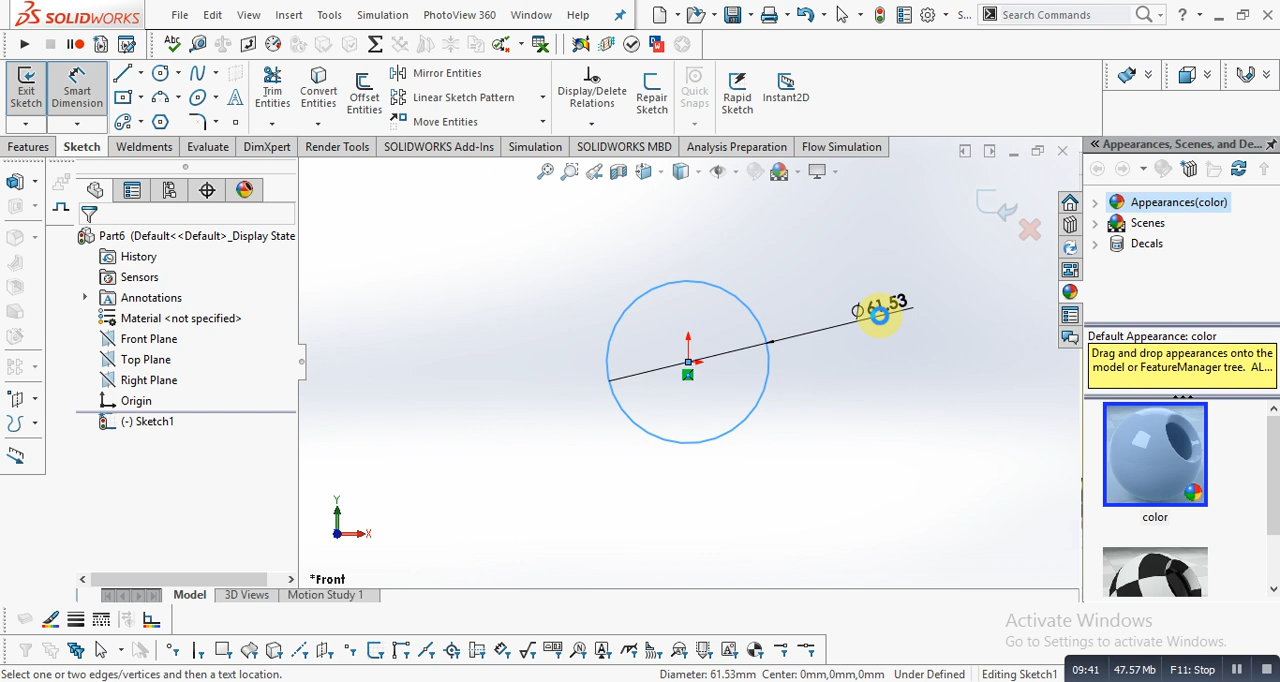 SOLIDWORKS
File Edit View Insert Tools Simulation PhotoView 360 Window Help
S... Search Commands
Exit Sketch
Smart Dimension
Trim Entities
Convert Entities
Offset Entities
Mirror Entities
Linear Sketch Pattern
Move Entities
Display/Delete Relations
Repair Sketch
Quick Snaps
Rapid Sketch
Instant2D
Features Sketch Weldments Evaluate DimXpert Render Tools SOLIDWORKS Add-Ins Simulation SOLIDWORKS MBD Analysis Preparation Flow Simulation
Appearances, Scenes, and De...
Part6 (Default<<Default>_Display State
History
Sensors
Annotations
Material <not specified>
Front Plane
Top Plane
Right Plane
Origin
(-) Sketch1
Ø61,53
Y
X
*Front
Appearances(color)
Scenes
Decals
Default Appearance: color
Drag and drop appearances onto the
model or FeatureManager tree. AL...
color
Model 3D Views Motion Study 1
Activate Windows
Go to Settings to activate Windows.
Select one or two edges/vertices and then a text location.
Diameter: 61.53mm Center: 0mm,0mm,0mm Under Defined Editing Sketch1
09:41 47.57 Mb F11: Stop